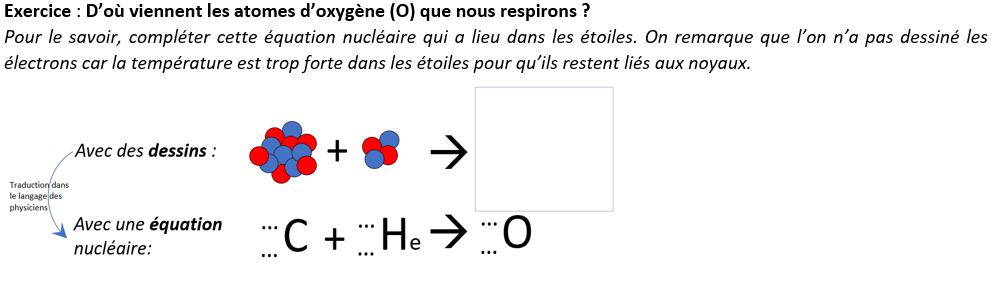 Exercice : D’où viennent les atomes d’oxygène (O) que nous respirons ?
Pour le savoir, compléter cette équation nucléaire qui a lieu dans les étoiles. On remarque que l’on n’a pas dessiné les
électrons car la température est trop forte dans les étoiles pour qu’ils restent liés aux noyaux.
Avec des dessins :
+ →
Traduction dans
le langage des
physiciens
Avec une équation
nucléaire:
... ... C + ... ... He → ... ... O